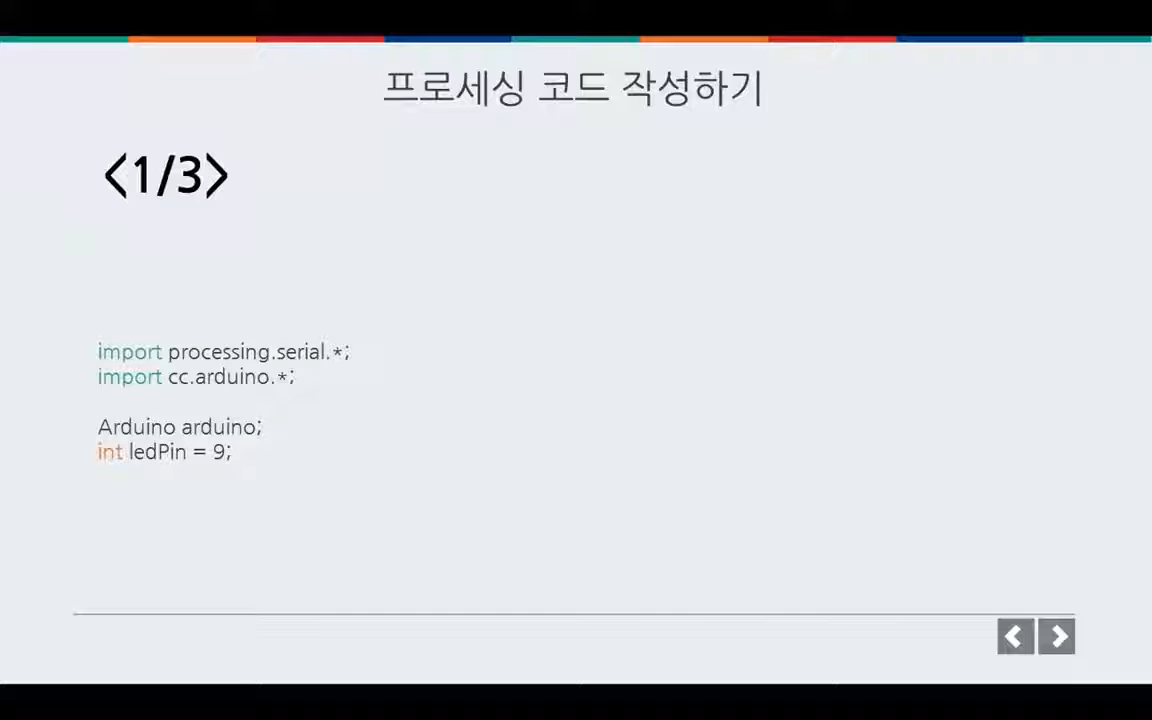 프로세싱 코드 작성하기
<1/3>
import processing.serial.*;
import cc.arduino.*;
Arduino arduino;
int ledPin = 9;